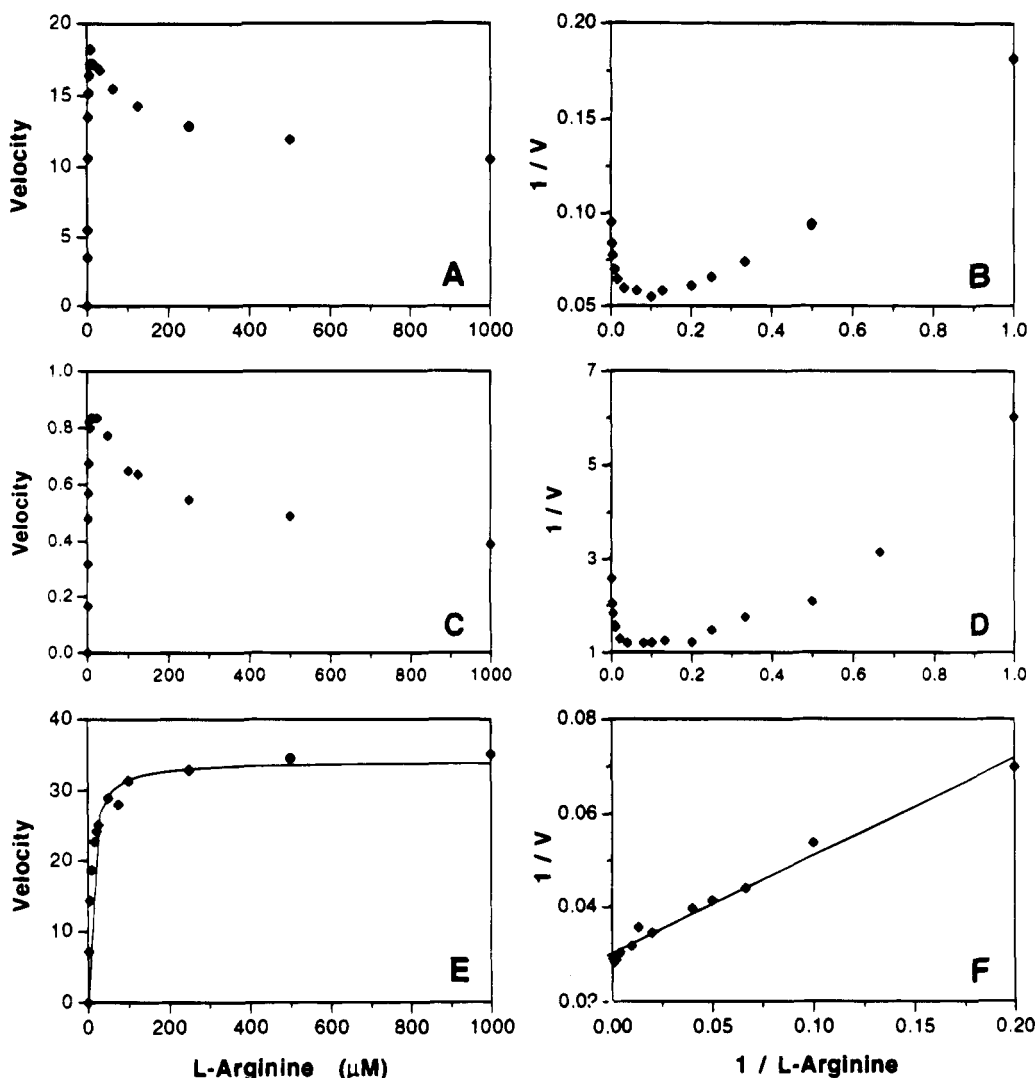 20
15
10
5
0
0 200 400 600 800 1000
Velocity
A
0.20
0.15
0.10
0.05
0.0 0.2 0.4 0.6 0.8 1.0
1 / V
B
1.0
0.8
0.6
0.4
0.2
0.0
0 200 400 600 800 1000
Velocity
C
7
5
3
1
0.0 0.2 0.4 0.6 0.8 1.0
1 / V
D
40
30
20
10
0
0 200 400 600 800 1000
Velocity
E
L-Arginine (μM)
0.08
0.06
0.04
0.02
0.00 0.05 0.10 0.15 0.20
1 / V
F
1 / L-Arginine